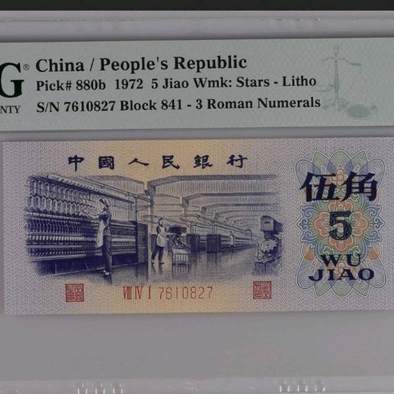 G® China / People's Republic
Pick# 880b 1972 5 Jiao Wmk: Stars - Litho
NTY S/N 7610827 Block 841 - 3 Roman Numerals
中國人民銀行
伍角
5
WU
JIAO
VIII IV I 7610827